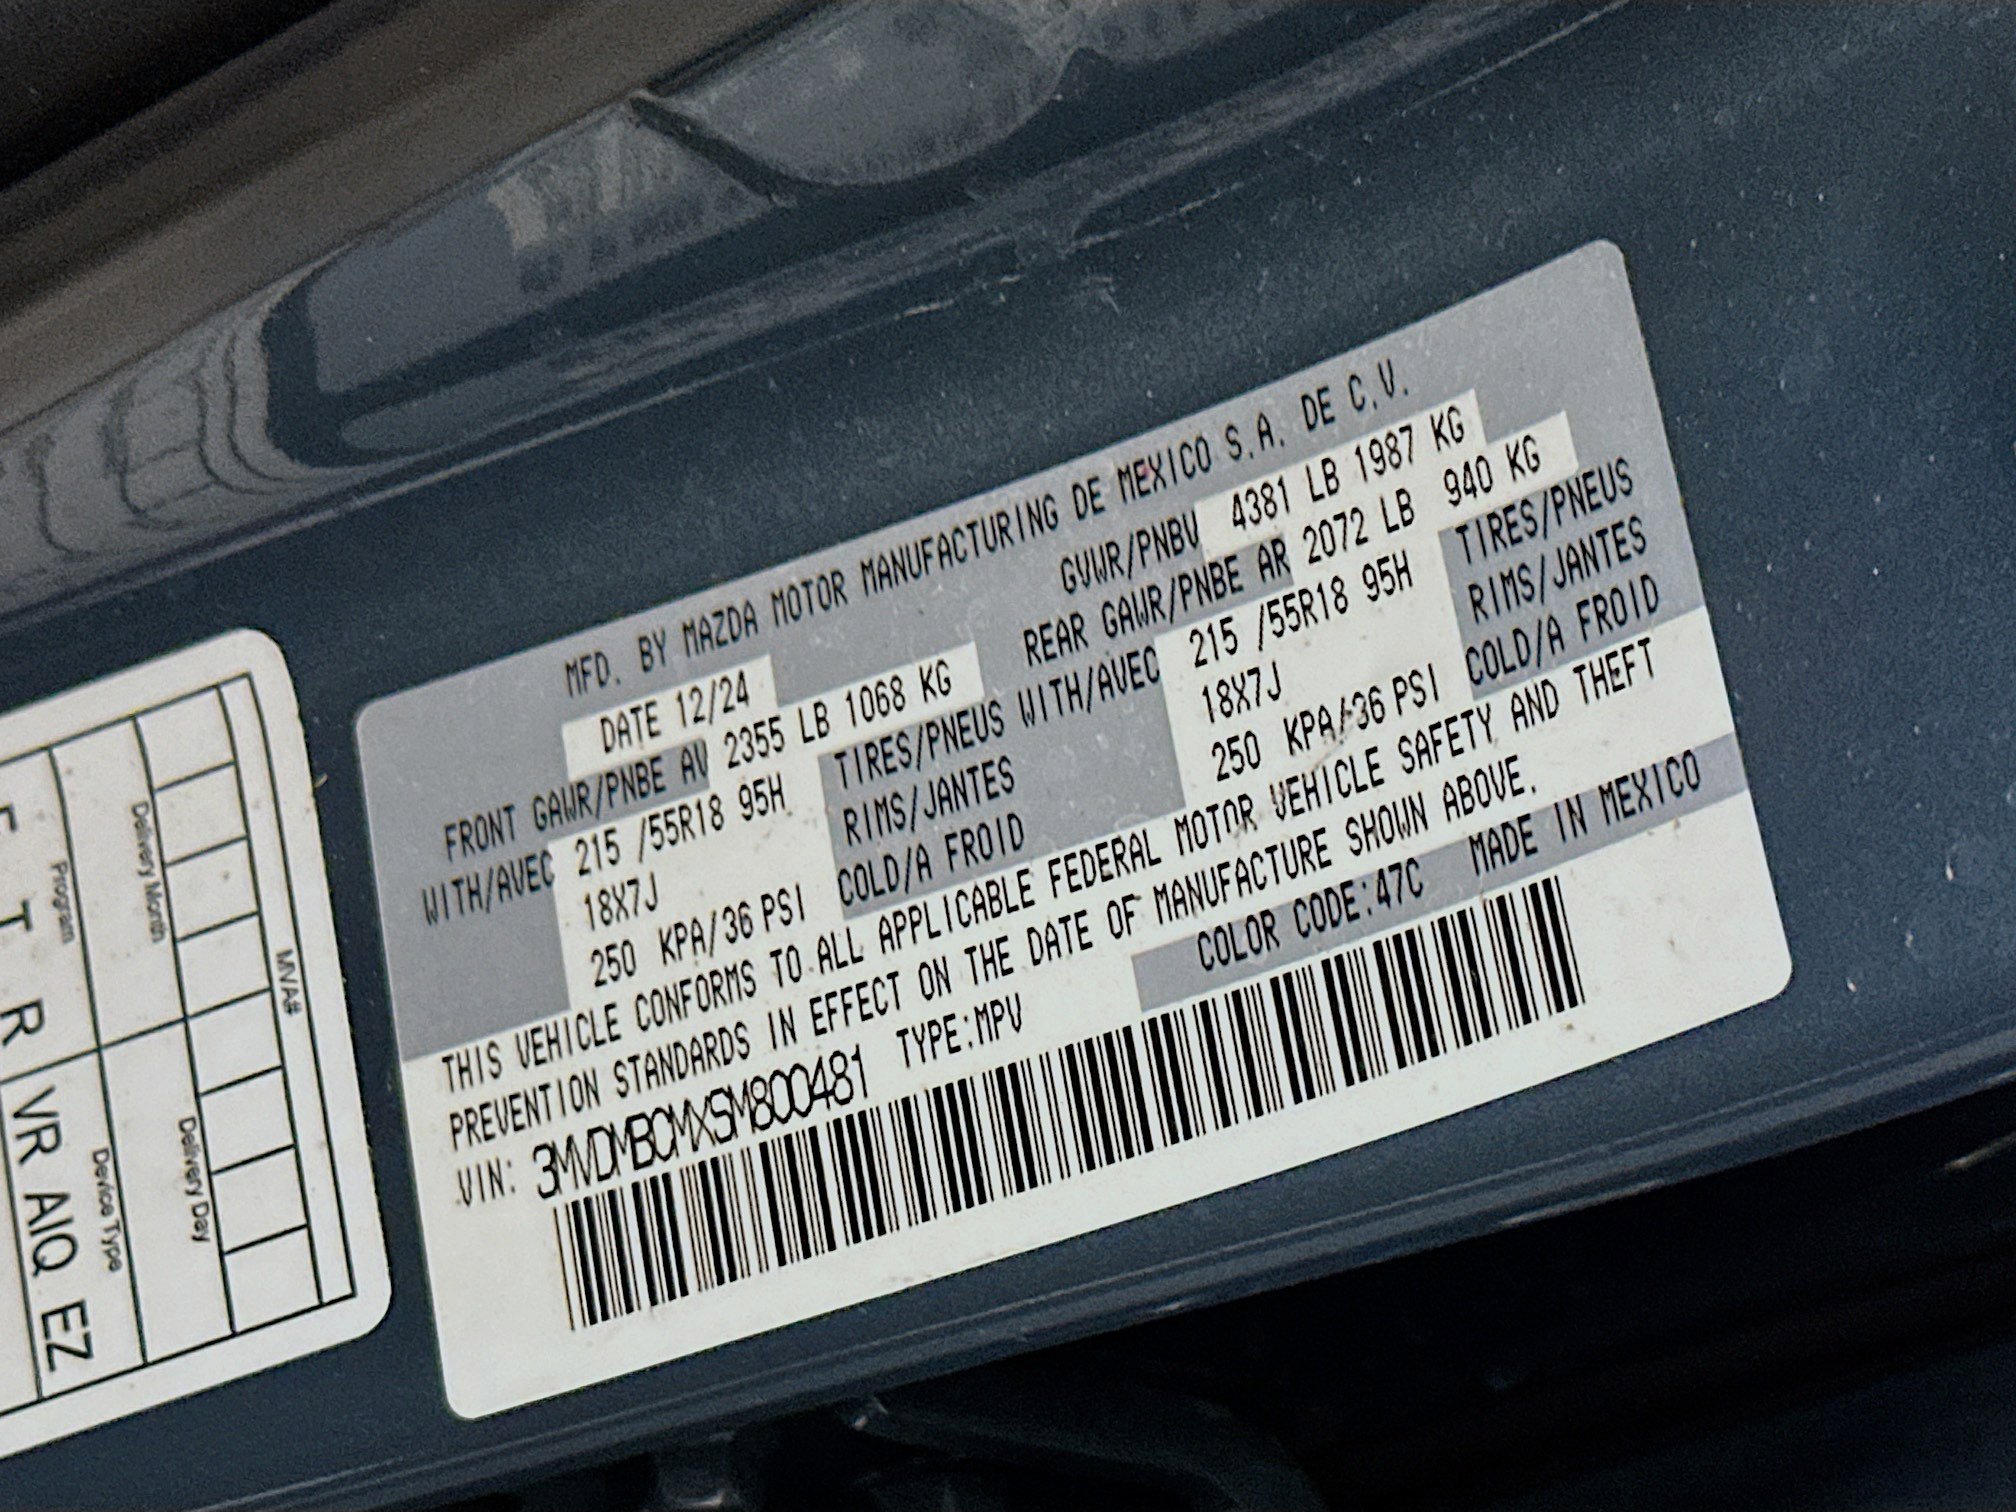 MFD. BY MAZDA MOTOR MANUFACTURING DE MEXICO S.A. DE C.V.
DATE 12/24 GVWR/PNBV 4381 LB 1987 KG
FRONT GAWR/PNBE AV 2355 LB 1068 KG REAR GAWR/PNBE AR 2072 LB 940 KG
WITH/AVEC 215 /55R18 95H TIRES/PNEUS WITH/AVEC 215 /55R18 95H TIRES/PNEUS
18X7J RIMS/JANTES 18X7J RIMS/JANTES
250 KPA/36 PSI COLD/A FROID 250 KPA/36 PSI COLD/A FROID
THIS VEHICLE CONFORMS TO ALL APPLICABLE FEDERAL MOTOR VEHICLE SAFETY AND THEFT
PREVENTION STANDARDS IN EFFECT ON THE DATE OF MANUFACTURE SHOWN ABOVE.
VIN: 3MVDMBCMXSM800481 TYPE:MPV COLOR CODE:47C MADE IN MEXICO
MVA#
Delivery Month Delivery Day
Program Device Type
T R VR AIQ EZ